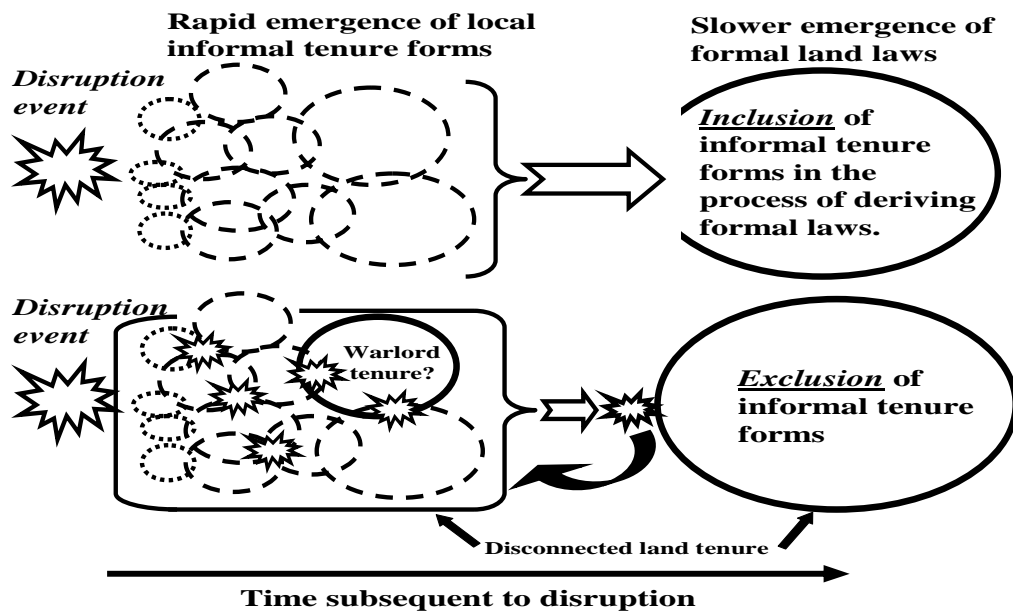 Rapid emergence of local
informal tenure forms
Slower emergence of
formal land laws
Disruption
event
Inclusion of
informal tenure
forms in the
process of deriving
formal laws.
Disruption
event
Warlord
tenure?
Exclusion of
informal tenure
forms
Disconnected land tenure
Time subsequent to disruption